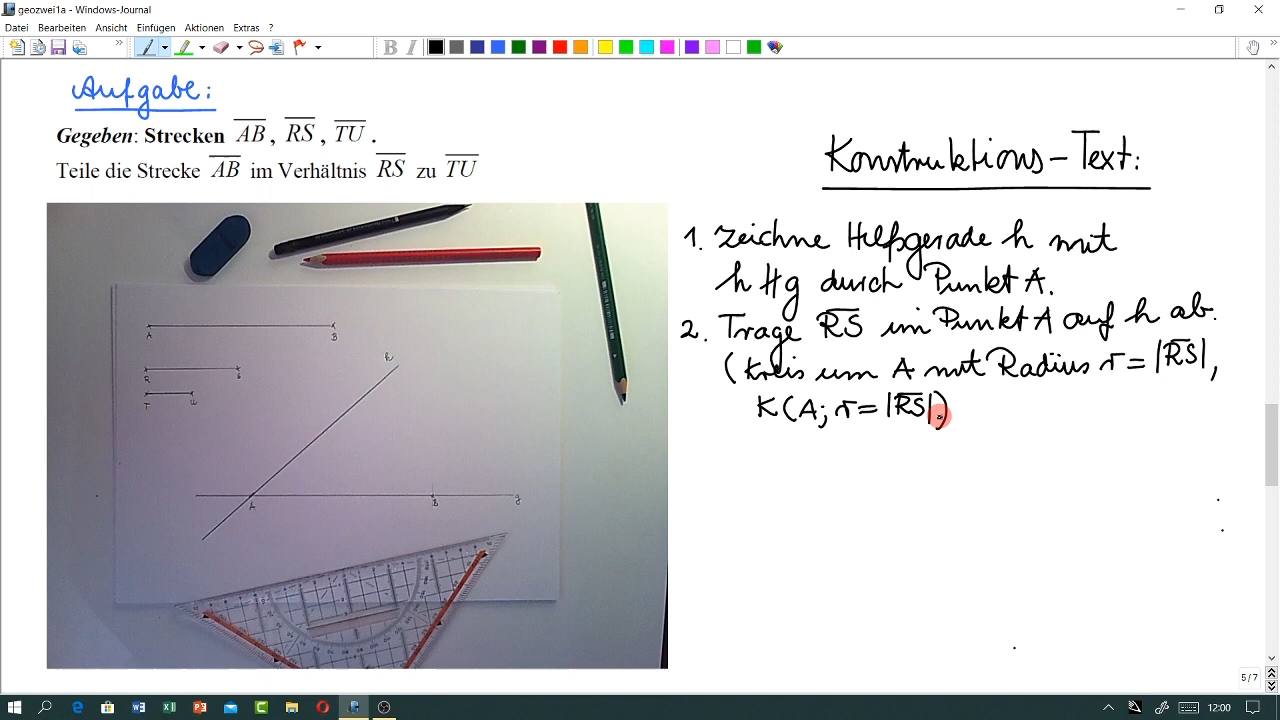 geozwei1a - Windows-Journal
Datei Bearbeiten Ansicht Einfügen Aktionen Extras ?
B I
Aufgabe:
Gegeben: Strecken AB, RS, TU.
Teile die Strecke AB im Verhältnis RS zu TU
A B
R S
T U
h
A B g
Konstruktions-Text:
1. Zeichne Hilfsgerade h mit
h ∦ g durch Punkt A.
2. Trage RS im Punkt A auf h ab.
(Kreis um A mit Radius r = |RS|,
K(A; r = |RS|)
5 / 7
12:00